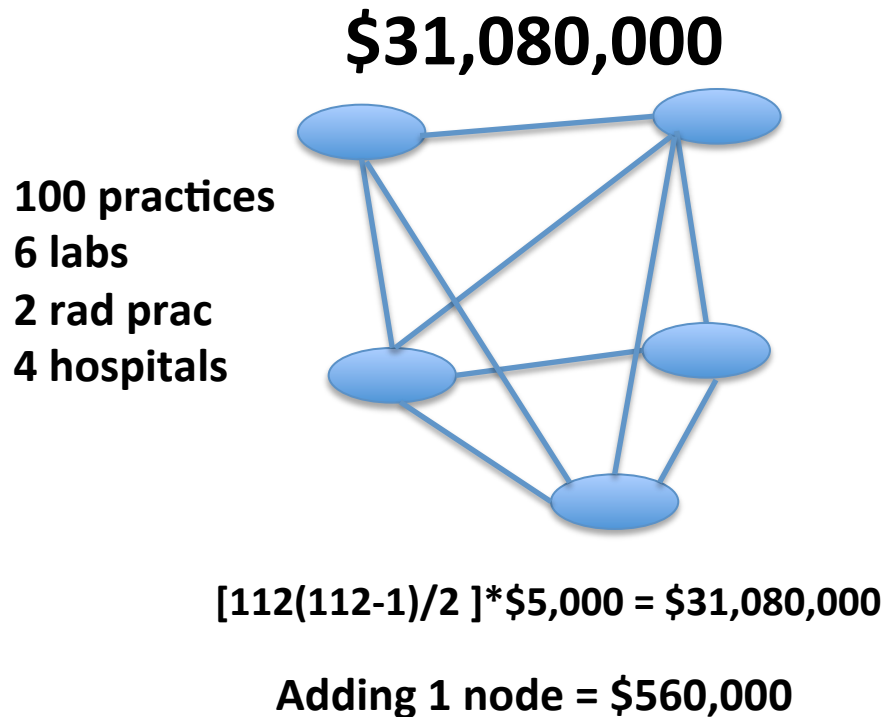 $31,080,000
100 practices
6 labs
2 rad prac
4 hospitals
[112(112-1)/2 ]*$5,000 = $31,080,000
Adding 1 node = $560,000